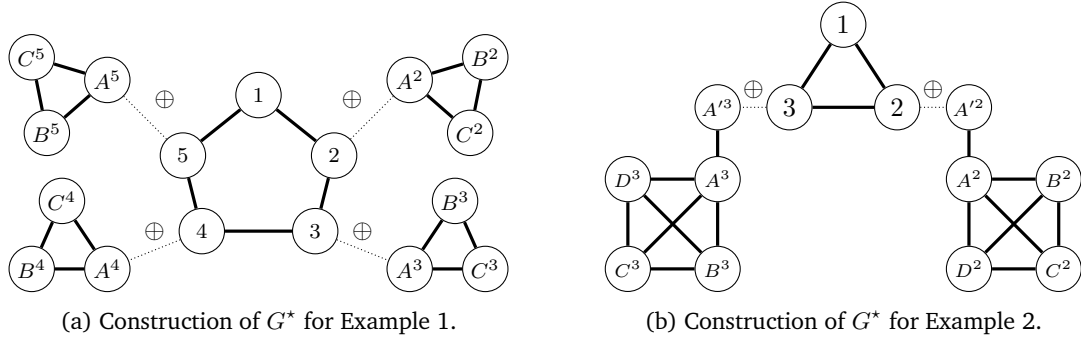 C⁵ A⁵ B⁵ ⊕ 1 ⊕ A² B² C²
5 2
C⁴ B⁴ A⁴ ⊕ 4 3 ⊕ A³ B³ C³
(a) Construction of G⋆ for Example 1.
1
A′³ ⊕ 3 2 ⊕ A′²
D³ A³ A² B²
C³ B³ D² C²
(b) Construction of G⋆ for Example 2.